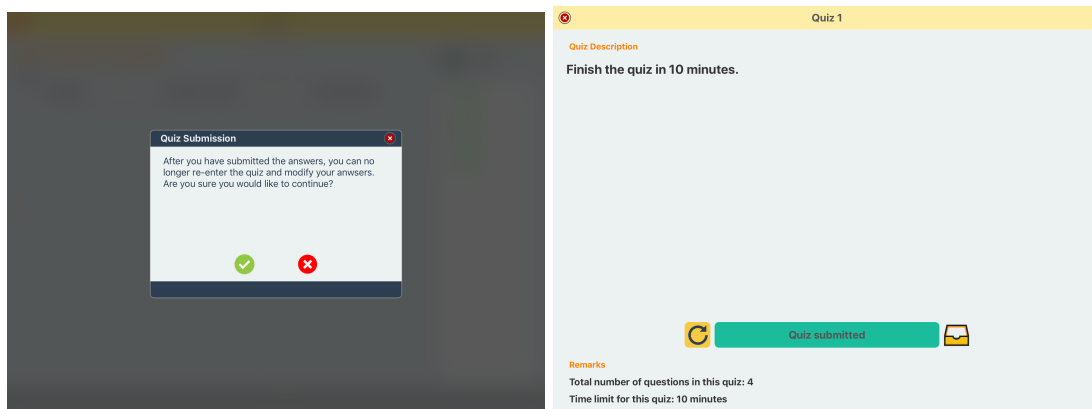 Quiz Submission
After you have submitted the answers, you can no
longer re-enter the quiz and modify your anwsers.
Are you sure you would like to continue?
Quiz 1
Quiz Description
Finish the quiz in 10 minutes.
Quiz submitted
Remarks
Total number of questions in this quiz: 4
Time limit for this quiz: 10 minutes